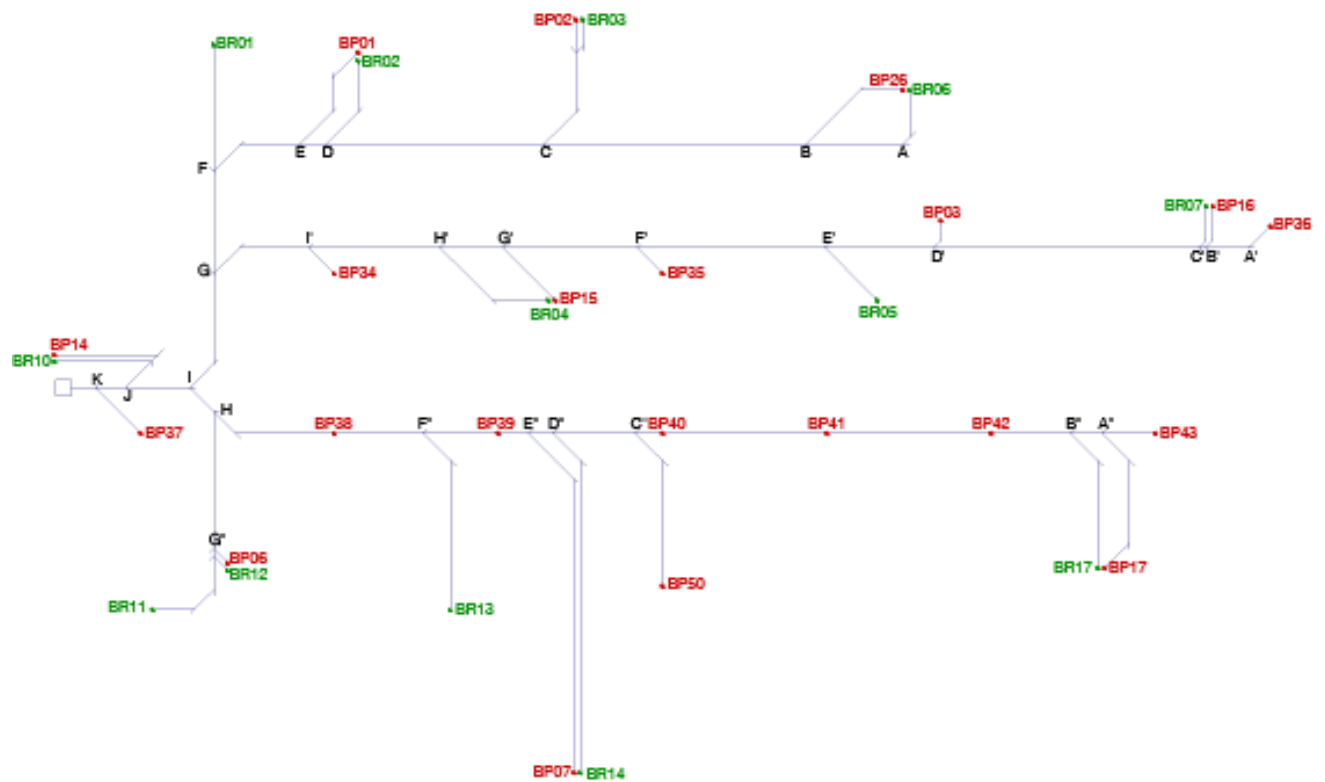 BP02 BR03
BR01 BP01
BR02
BP26 BR06
E D C B A
F
BR07 BP16
BP03 BP36
I' H' G' F' E'
D' C' B' A'
G BP34 BP35
BP15
BR04 BR05
BP14
BR10
K J I
H
BP37 BP38 F" BP39 E" D" C" BP40 BP41 BP42 B" A" BP43
G"
BP06
BR12
BR17 BP17
BP50
BR11 BR13
BP07 BR14